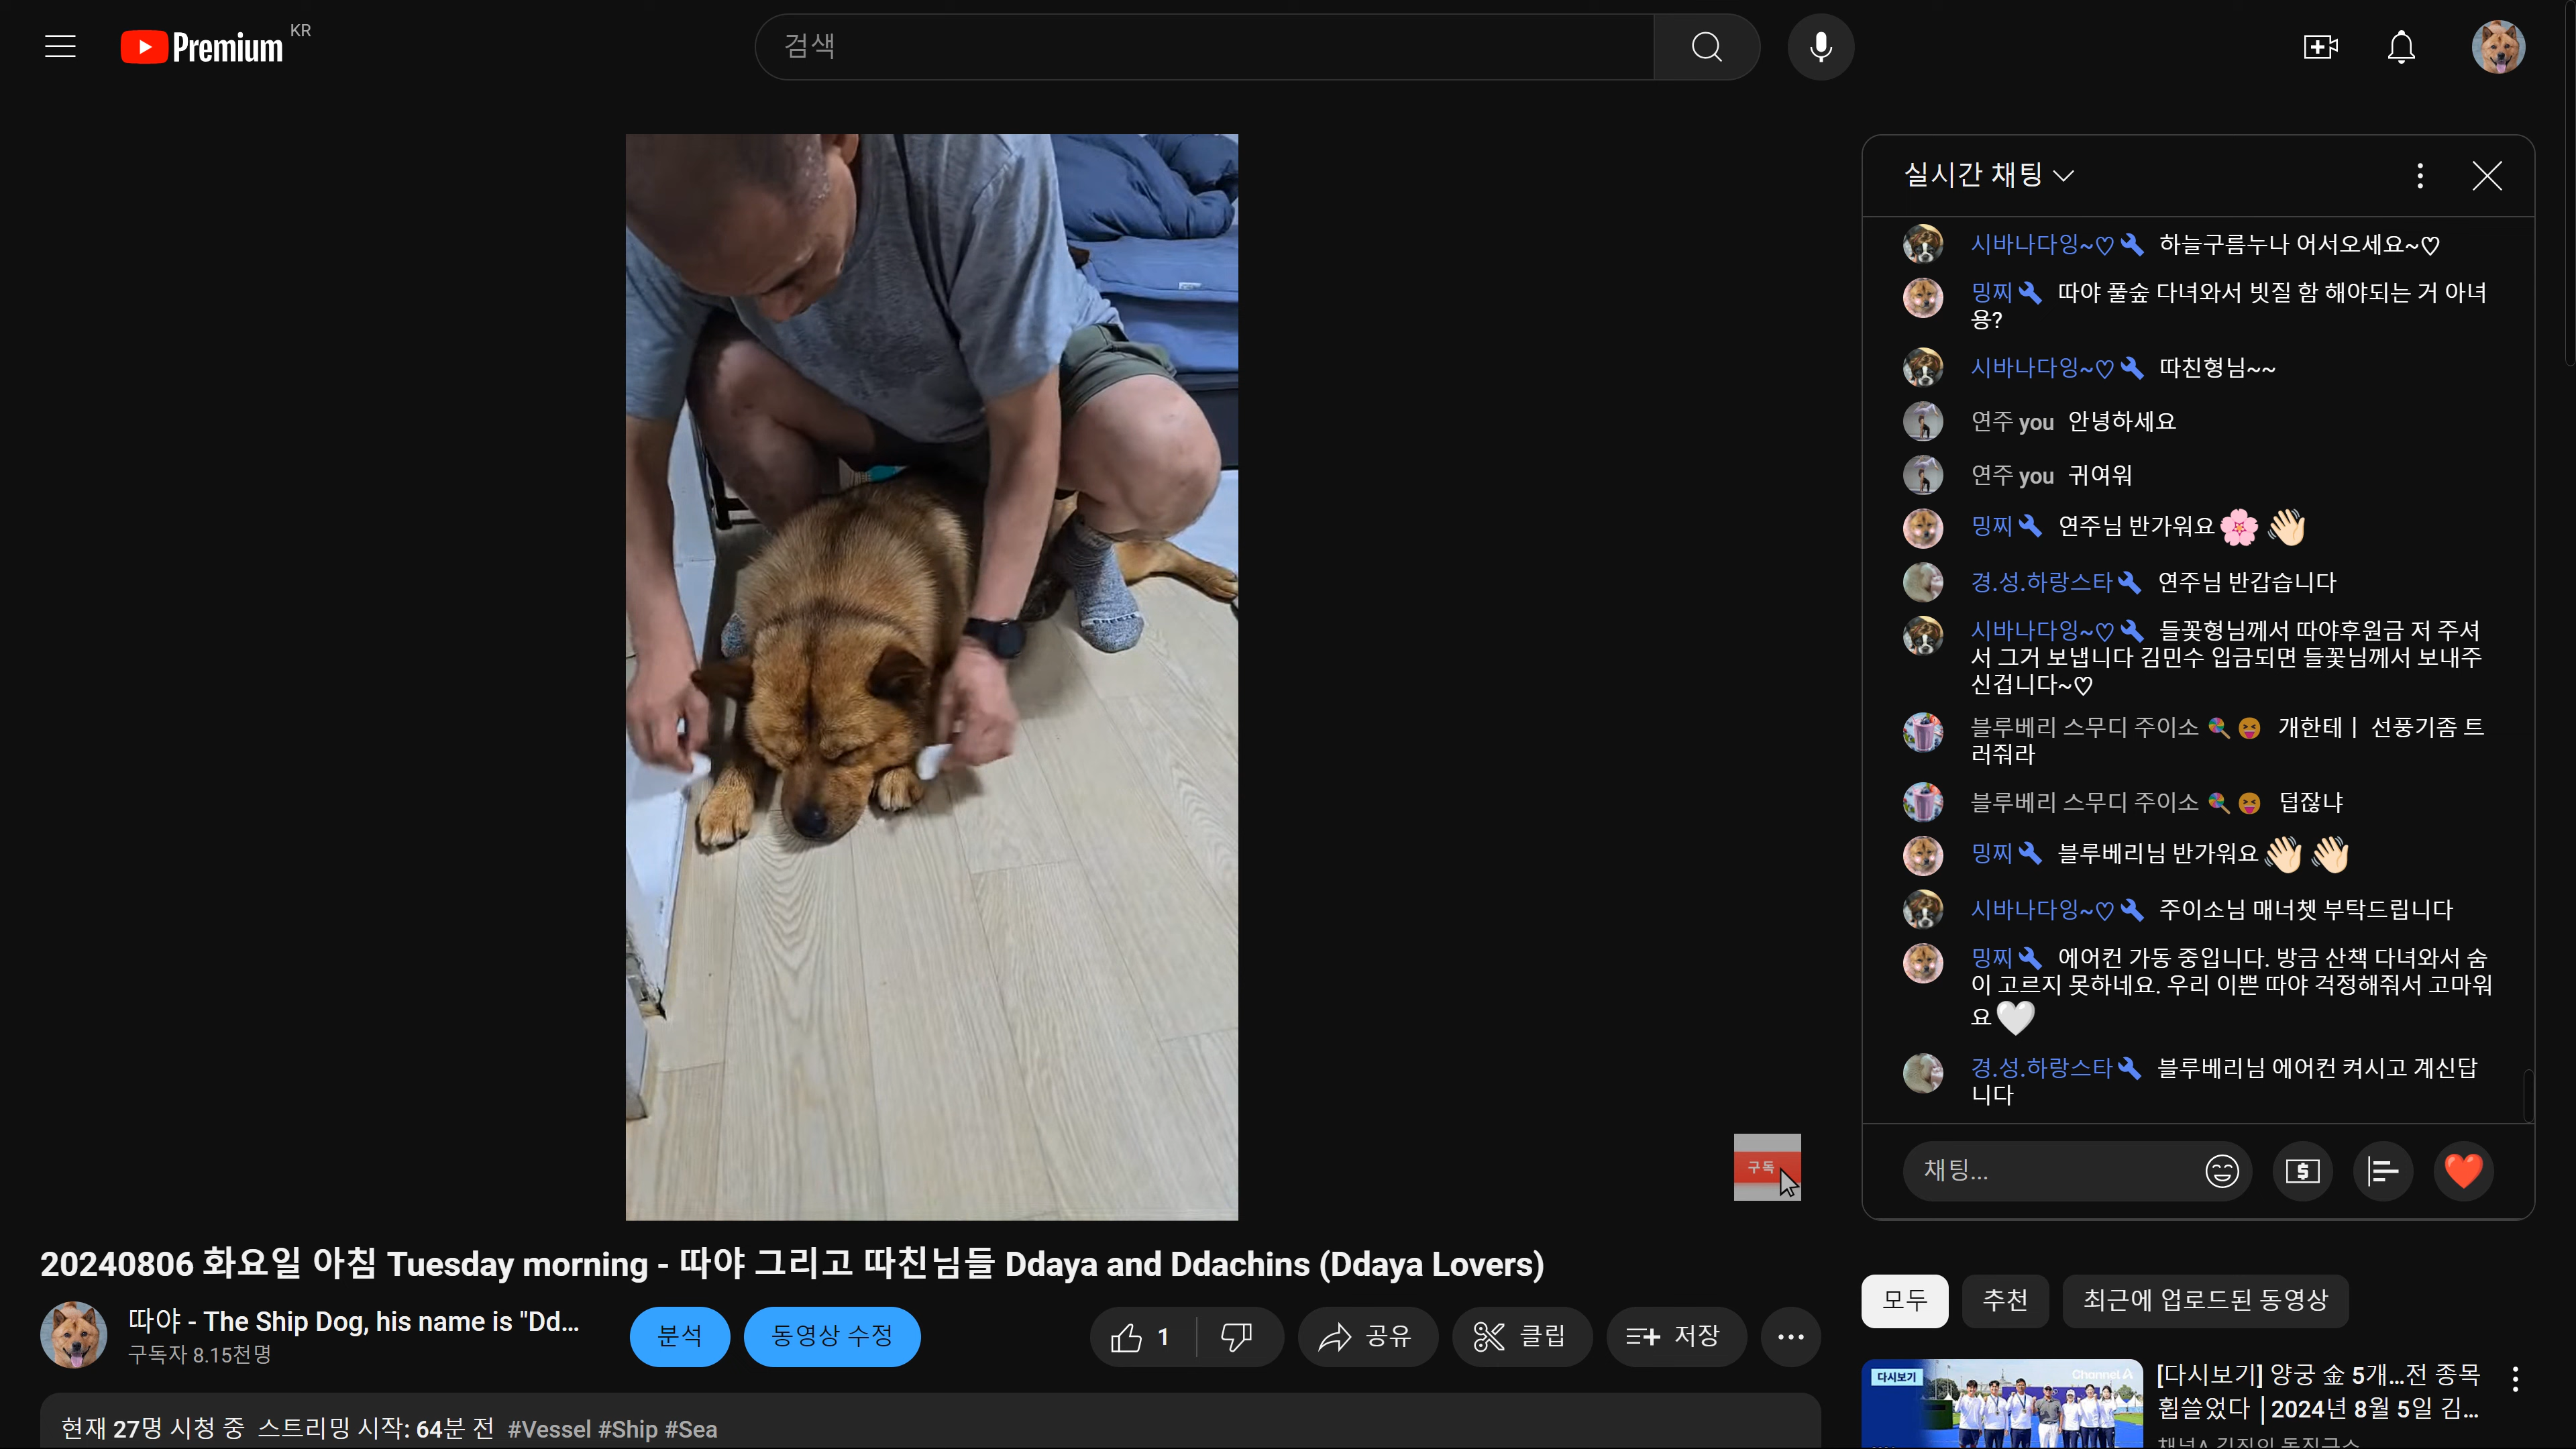 Premium KR
검색
실시간 채팅
시바나다잉~♡ 하늘구름누나 어서오세요~♡
밍찌 따야 풀숲 다녀와서 빗질 함 해야되는 거 아녀
용?
시바나다잉~♡ 따친형님~~
연주 you 안녕하세요
연주 you 귀여워
밍찌 연주님 반가워요🌸👋🏻
경.성.하랑스타 연주님 반갑습니다
시바나다잉~♡ 들꽃형님께서 따야후원금 저 주셔
서 그거 보냅니다 김민수 입금되면 들꽃님께서 보내주
신겁니다~♡
블루베리 스무디 주이소 🍭 😝 개한테ㅣ 선풍기좀 트
러줘라
블루베리 스무디 주이소 🍭 😝 덥잖냐
밍찌 블루베리님 반가워요👋🏻👋🏻
시바나다잉~♡ 주이소님 매너쳇 부탁드립니다
밍찌 에어컨 가동 중입니다. 방금 산책 다녀와서 숨
이 고르지 못하네요. 우리 이쁜 따야 걱정해줘서 고마워
요🤍
경.성.하랑스타 블루베리님 에어컨 켜시고 계신답
니다
채팅...
구독
20240806 화요일 아침 Tuesday morning - 따야 그리고 따친님들 Ddaya and Ddachins (Ddaya Lovers)
따야 - The Ship Dog, his name is "Dd...
구독자 8.15천명
분석
동영상 수정
1
공유
클립
저장
현재 27명 시청 중 스트리밍 시작: 64분 전 #Vessel #Ship #Sea
모두
추천
최근에 업로드된 동영상
다시보기
Channel A
[다시보기] 양궁 金 5개...전 종목
휩쓸었다 | 2024년 8월 5일 김...